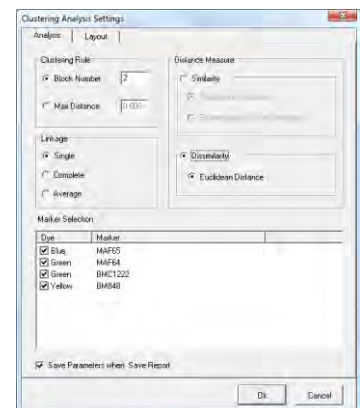 Clustering Analysis Settings
Analysis Layout
Clustering Rule
Block Number 2
Max Distance
Linkage
Single
Complete
Average
Distance Measure
Similarity
Dissimilarity
Euclidean Distance
Marker Selection
Dye Marker
Blue MAF65
Green MAF64
Green BMC1222
Yellow BM848
Save Parameters when Save Report
Ok Cancel